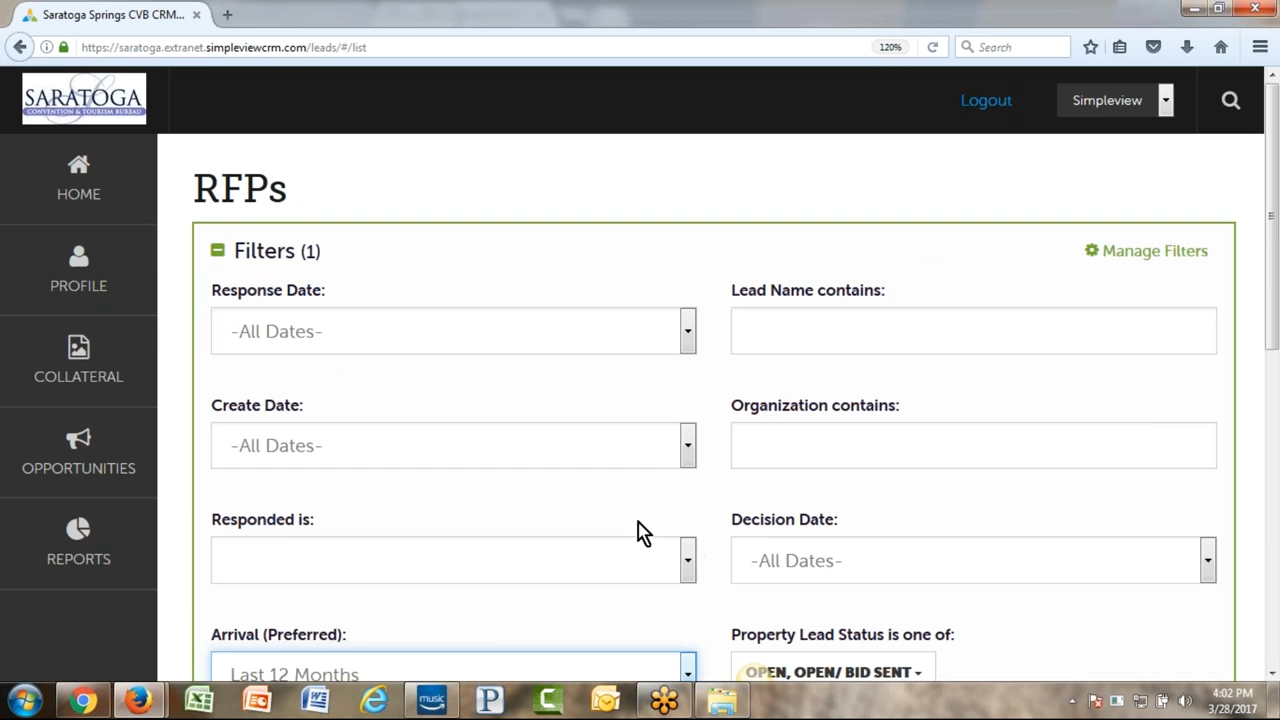 Saratoga Springs CVB CRM...
https://saratoga.extranet.simpleviewcrm.com/leads/#/list
120%
Search
SARATOGA
CONVENTION & TOURISM BUREAU
Logout
Simpleview
HOME
PROFILE
COLLATERAL
OPPORTUNITIES
REPORTS
RFPs
Filters (1)
Manage Filters
Response Date:
Lead Name contains:
-All Dates-
Create Date:
Organization contains:
-All Dates-
Responded is:
Decision Date:
-All Dates-
Arrival (Preferred):
Property Lead Status is one of:
Last 12 Months
OPEN, OPEN/ BID SENT
music
4:02 PM
3/28/2017